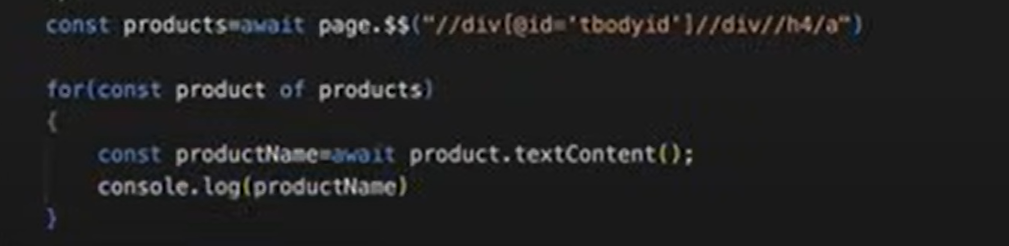 const products=await page.$$("//div[@id='tbodyid']//div//h4/a")
for(const product of products)
{
const productName=await product.textContent();
console.log(productName)
}